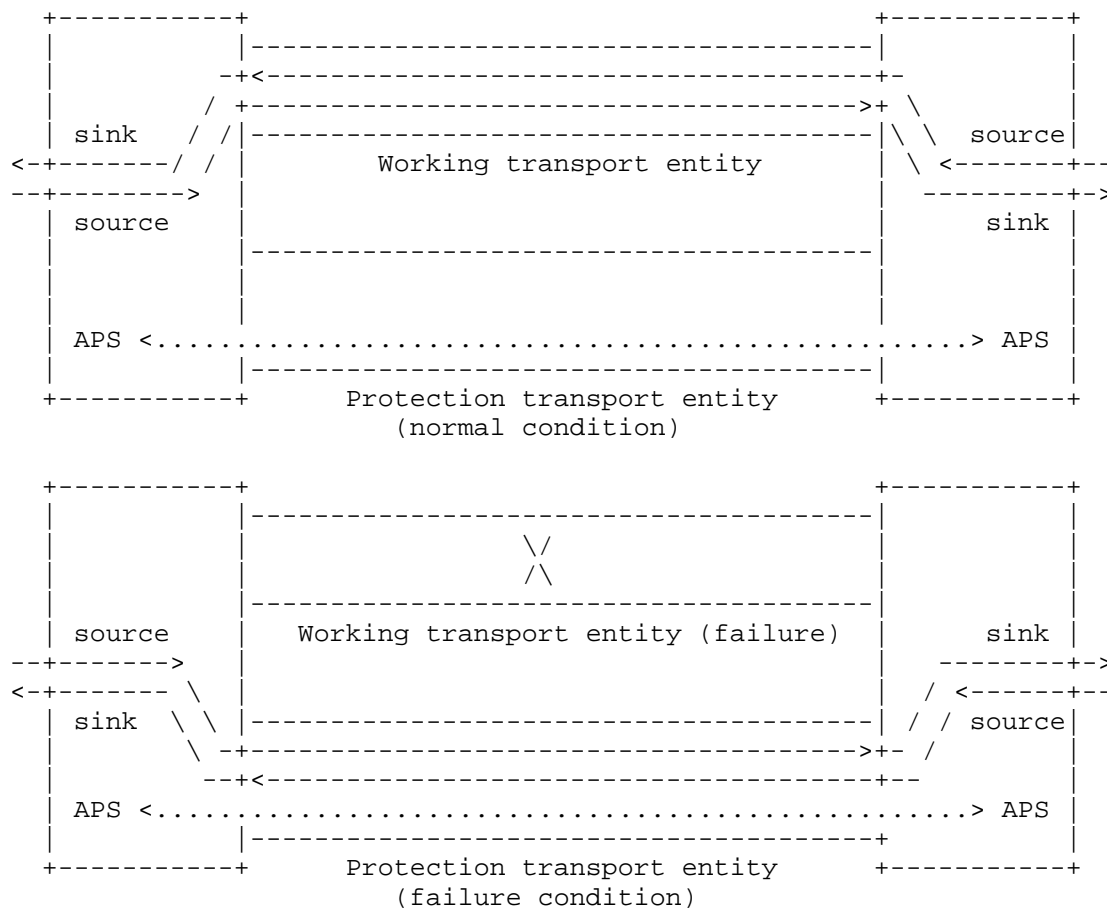 sink
source
Working transport entity
source
sink
APS
APS
Protection transport entity
(normal condition)
source
Working transport entity (failure)
sink
sink
source
APS
APS
Protection transport entity
(failure condition)